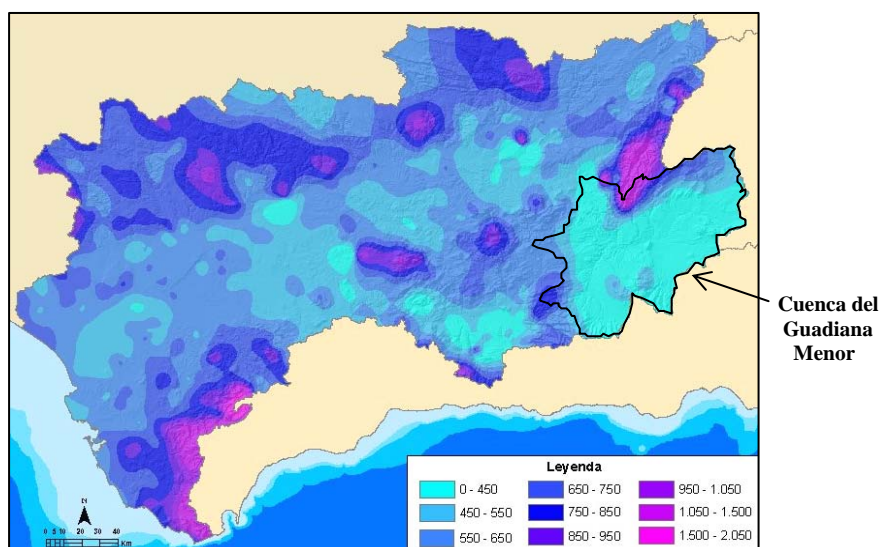 Cuenca del
Guadiana
Menor
Leyenda
0 - 450
650 - 750
950 - 1.050
450 - 550
750 - 850
1.050 - 1.500
550 - 650
850 - 950
1.500 - 2.050
N
0 5 10 20 30 40
Km